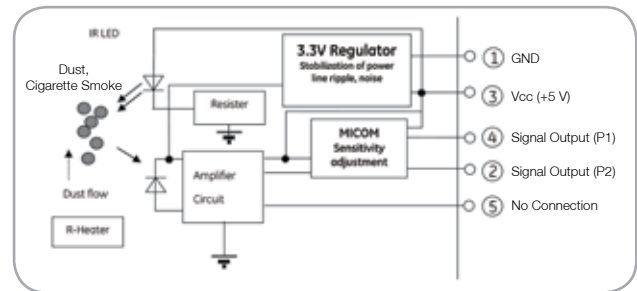 IR LED
Dust,
Cigarette Smoke
Dust flow
R-Heater
Resister
Amplifier
Circuit
3.3V Regulator
Stabilization of power
line ripple, noise
MICOM
Sensitivity
adjustment
① GND
③ Vcc (+5 V)
④ Signal Output (P1)
② Signal Output (P2)
⑤ No Connection